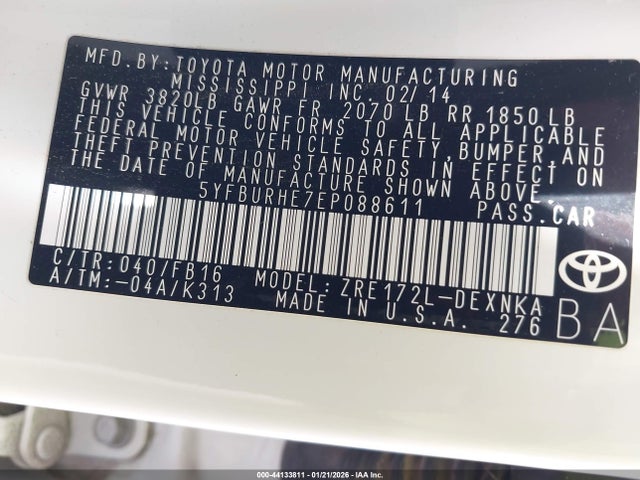 MFD.BY:TOYOTA MOTOR MANUFACTURING
MISSISSIPPI INC. 02/14
GVWR 3820LB GAWR FR 2070 LB RR 1850LB
THIS VEHICLE CONFORMS TO ALL APPLICABLE
FEDERAL MOTOR VEHICLE SAFETY,BUMPER,AND
THEFT PREVENTION STANDARDS IN EFFECT ON
THE DATE OF MANUFACTURE SHOWN ABOVE.
5YFBURHE7EP088611 PASS.CAR
C/TR:040/FB16 MODEL:ZRE172L-DEXNKA
A/TM:-04A/K313 MADE IN U.S.A. 276
BA
000-44133811 - 01/21/2026 - IAA Inc.